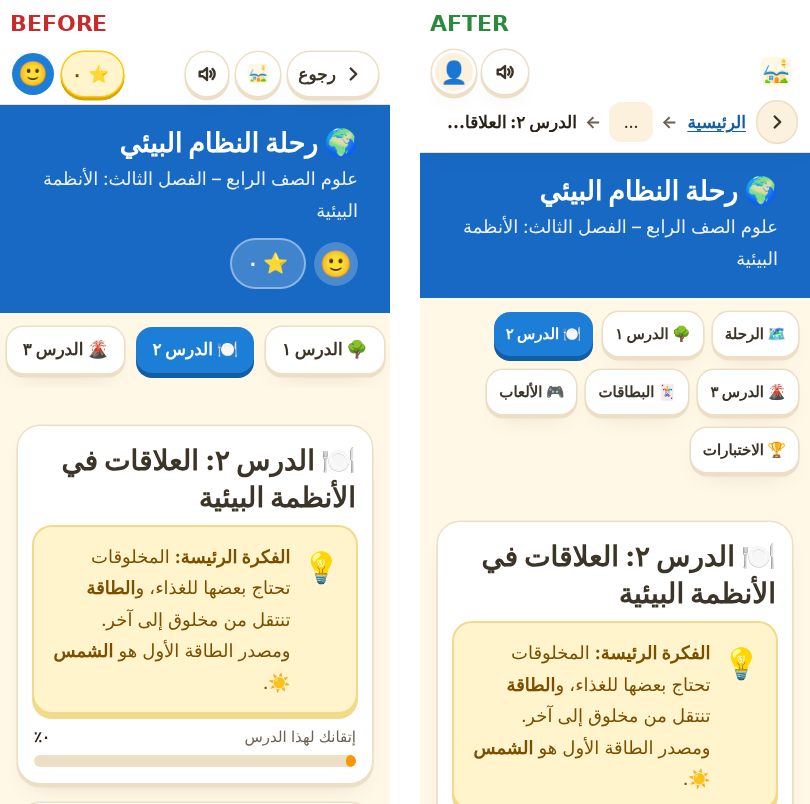 BEFORE
رجوع
٠
🌍 رحلة النظام البيئي
علوم الصف الرابع – الفصل الثالث: الأنظمة
البيئية
٠
الدرس ١
الدرس ٢
الدرس ٣
الدرس ٢: العلاقات في
الأنظمة البيئية
الفكرة الرئيسة: المخلوقات
تحتاج بعضها للغذاء، والطاقة
تنتقل من مخلوق إلى آخر.
ومصدر الطاقة الأول هو الشمس
☀️.
إتقانك لهذا الدرس
٠٪
AFTER
الرئيسية ← ... ← الدرس ٢: العلاقا...
🌍 رحلة النظام البيئي
علوم الصف الرابع – الفصل الثالث: الأنظمة
البيئية
الرحلة
الدرس ١
الدرس ٢
الدرس ٣
البطاقات
الألعاب
الاختبارات
الدرس ٢: العلاقات في
الأنظمة البيئية
الفكرة الرئيسة: المخلوقات
تحتاج بعضها للغذاء، والطاقة
تنتقل من مخلوق إلى آخر.
ومصدر الطاقة الأول هو الشمس
☀️.